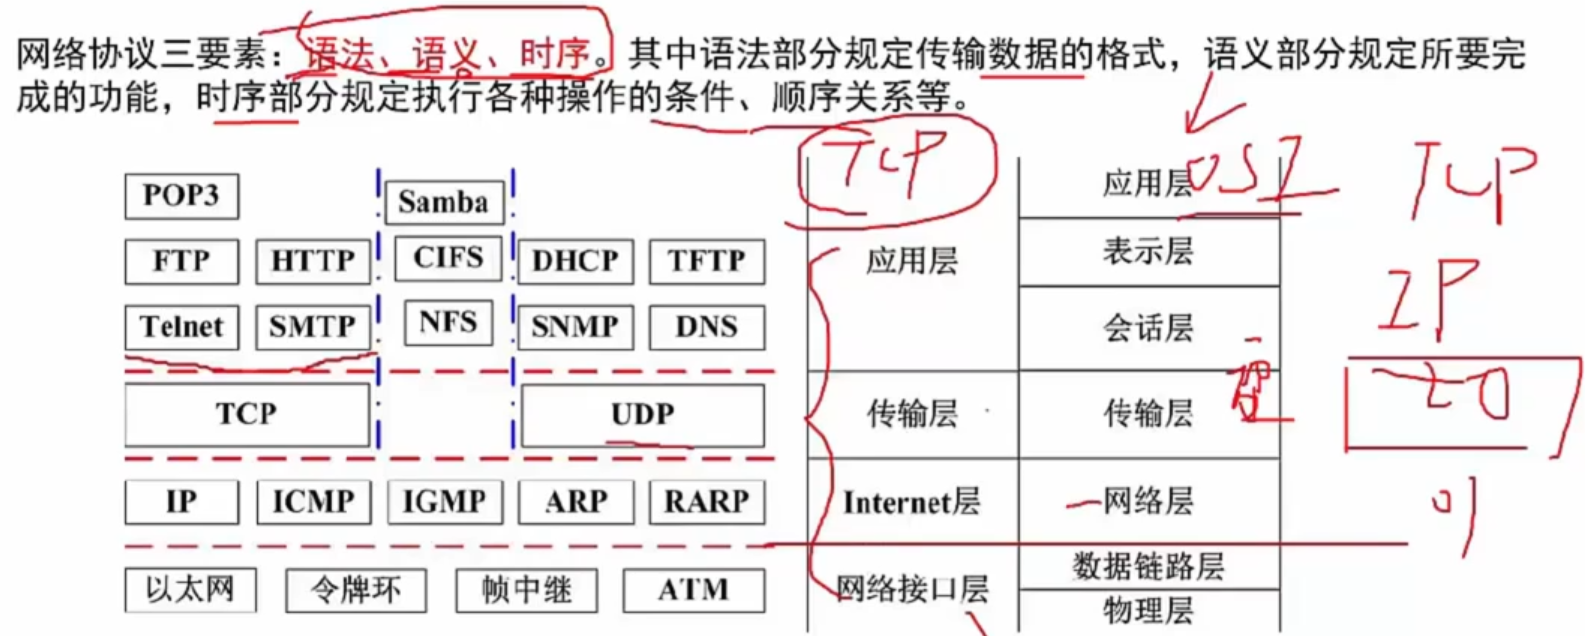 网络协议三要素：语法、语义、时序。其中语法部分规定传输数据的格式，语义部分规定所要完
成的功能，时序部分规定执行各种操作的条件、顺序关系等。
TCP
OSI
TCP
IP
POP3
Samba
应用层
FTP
HTTP
CIFS
DHCP
TFTP
应用层
表示层
Telnet
SMTP
NFS
SNMP
DNS
会话层
TCP
UDP
传输层
传输层
IP
ICMP
IGMP
ARP
RARP
Internet层
网络层
01
以太网
令牌环
帧中继
ATM
网络接口层
数据链路层
物理层